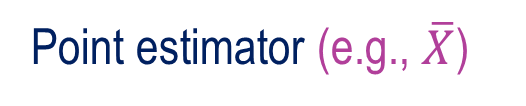 Point estimator (e.g., X̄)